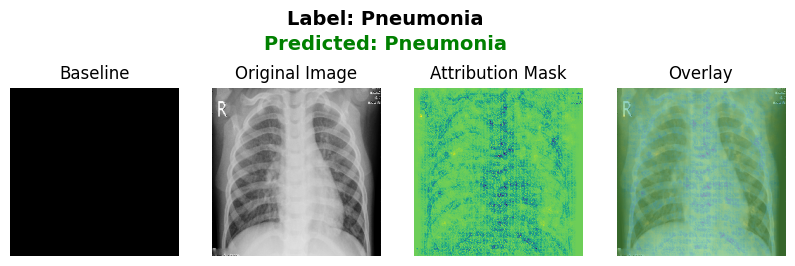 Label: Pneumonia
Predicted: Pneumonia
Baseline
Original Image
Attribution Mask
Overlay
R
R